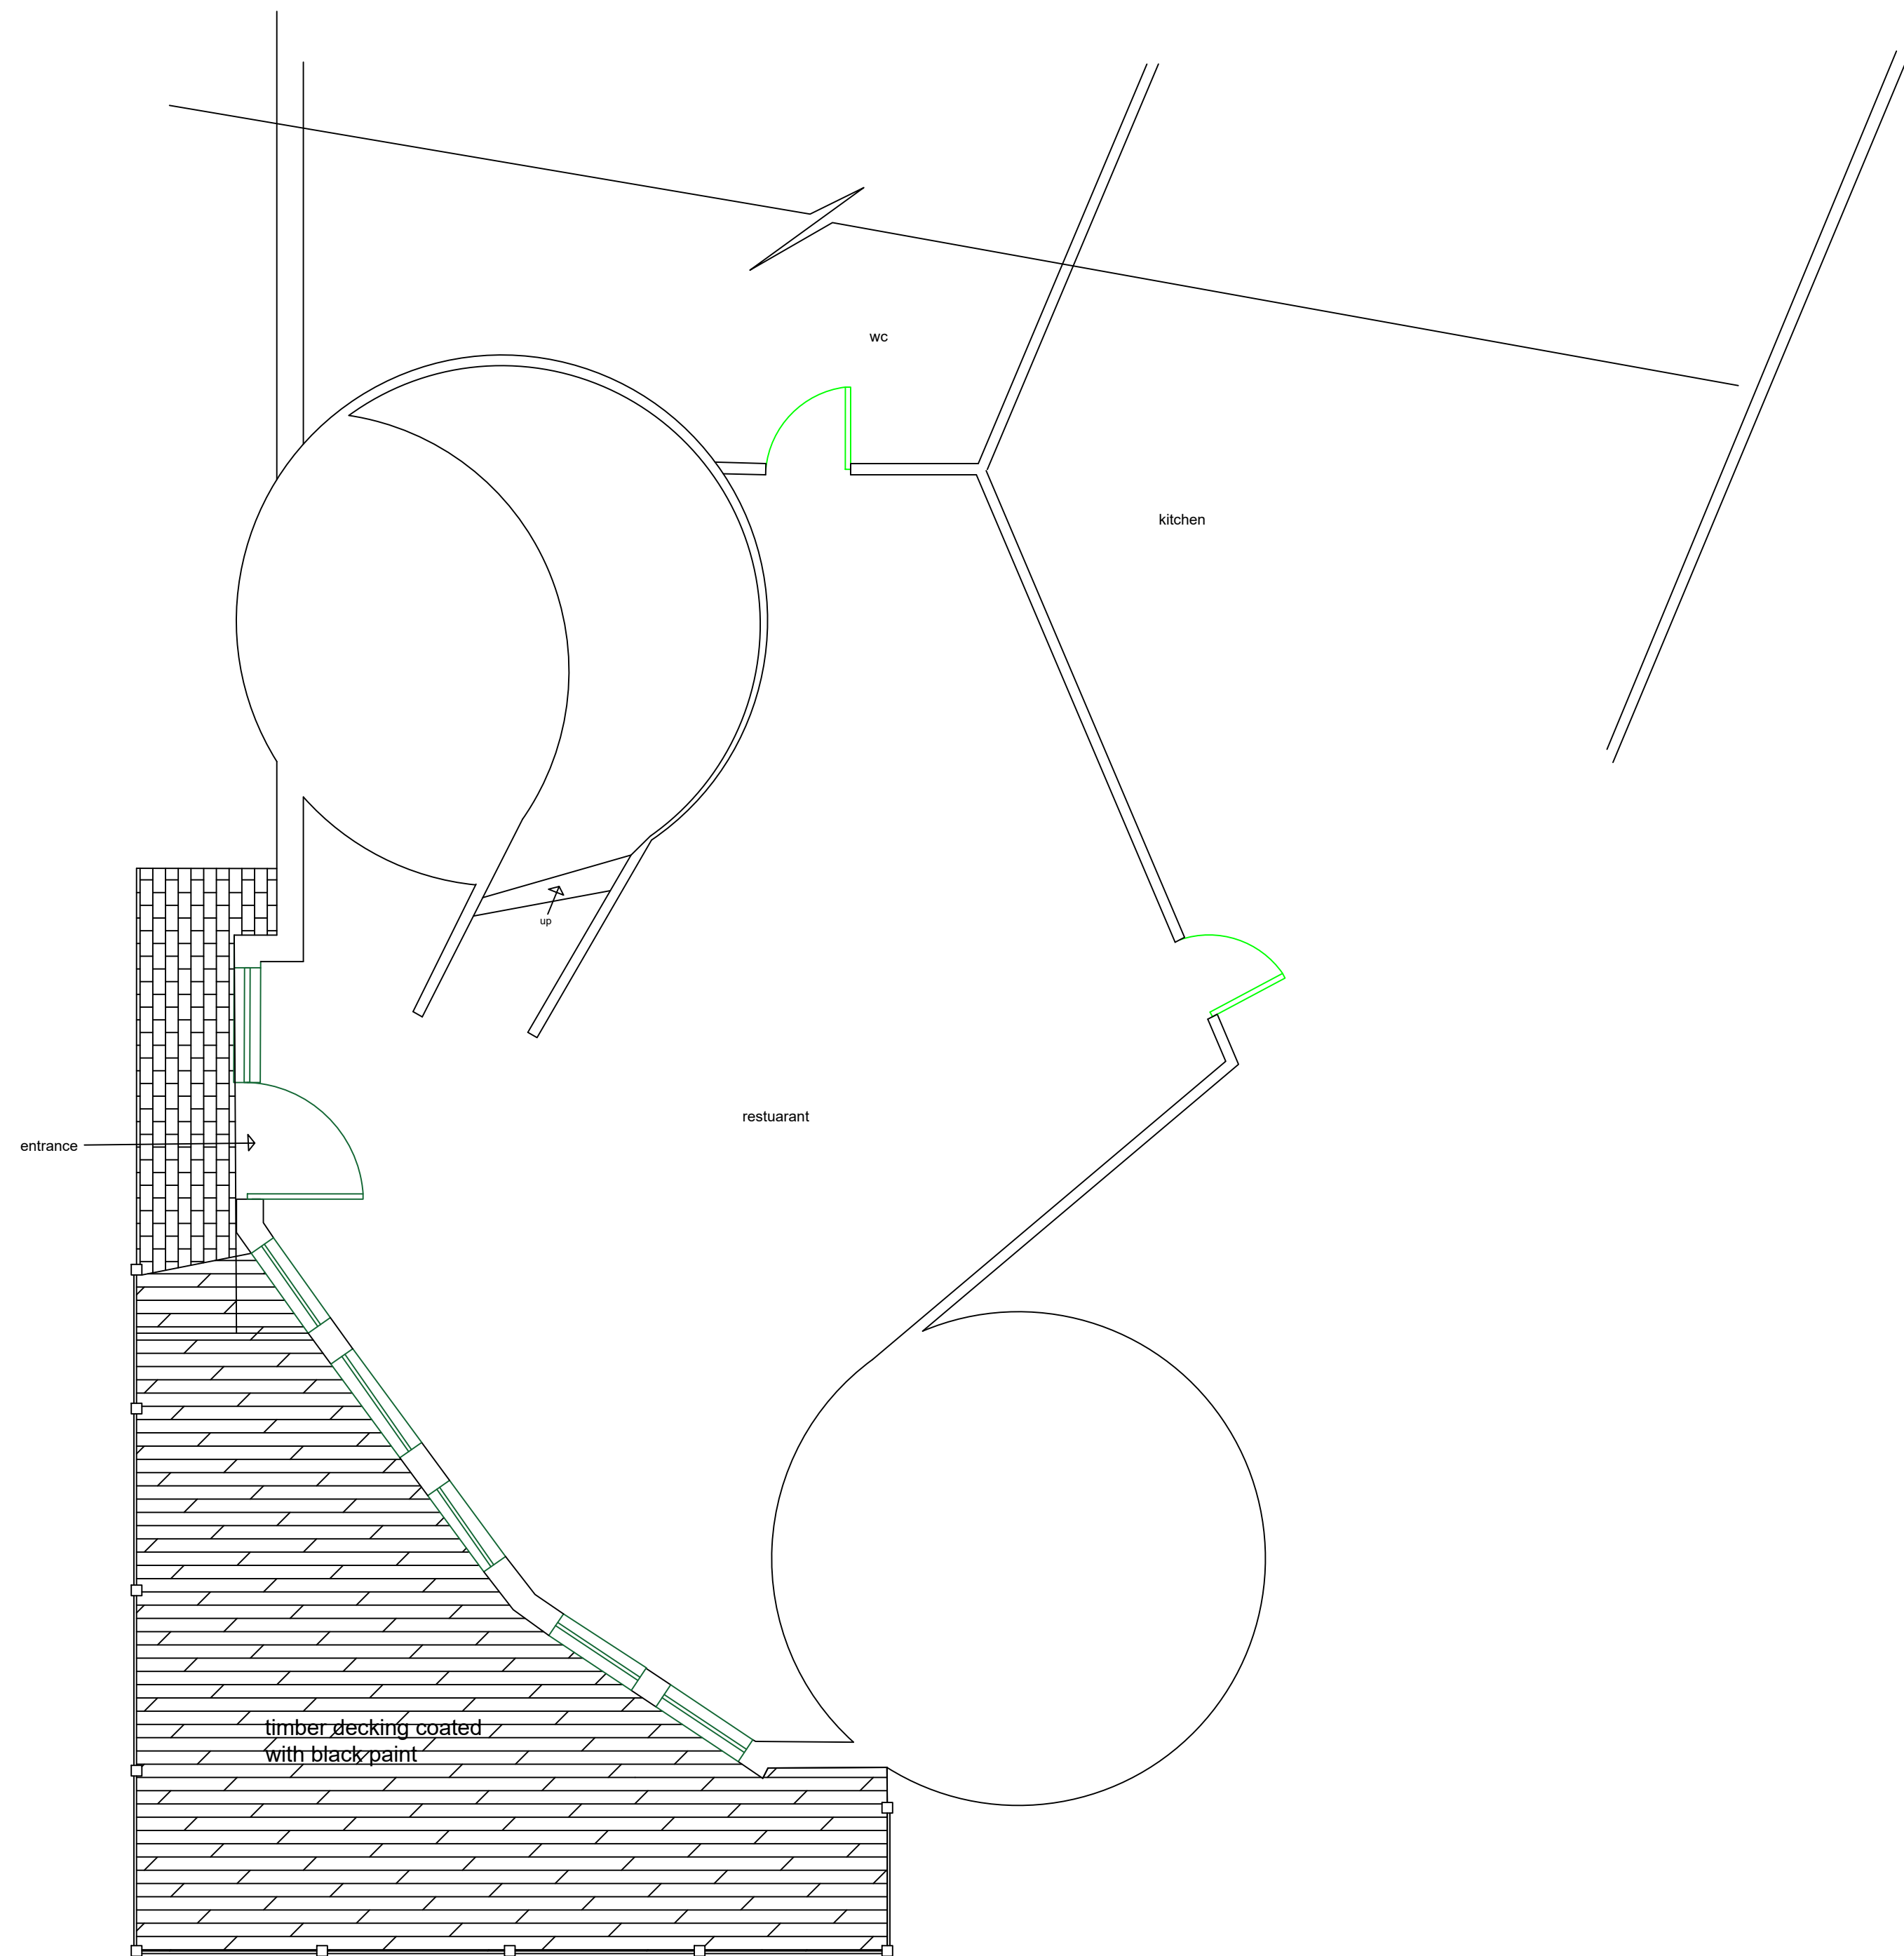 wc
kitchen
up
restuarant
entrance
timber decking coated
with black paint